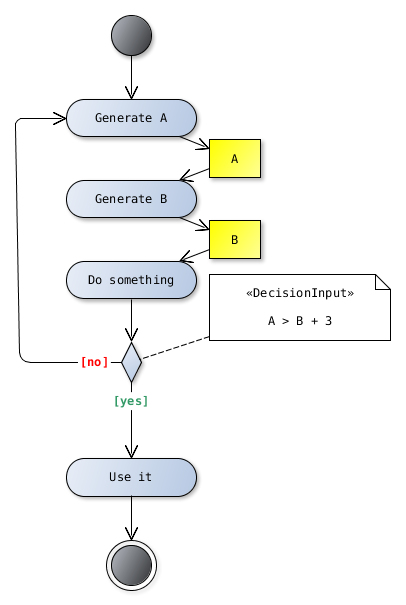 Generate A
A
Generate B
B
Do something
«DecisionInput»
A > B + 3
[no]
[yes]
Use it